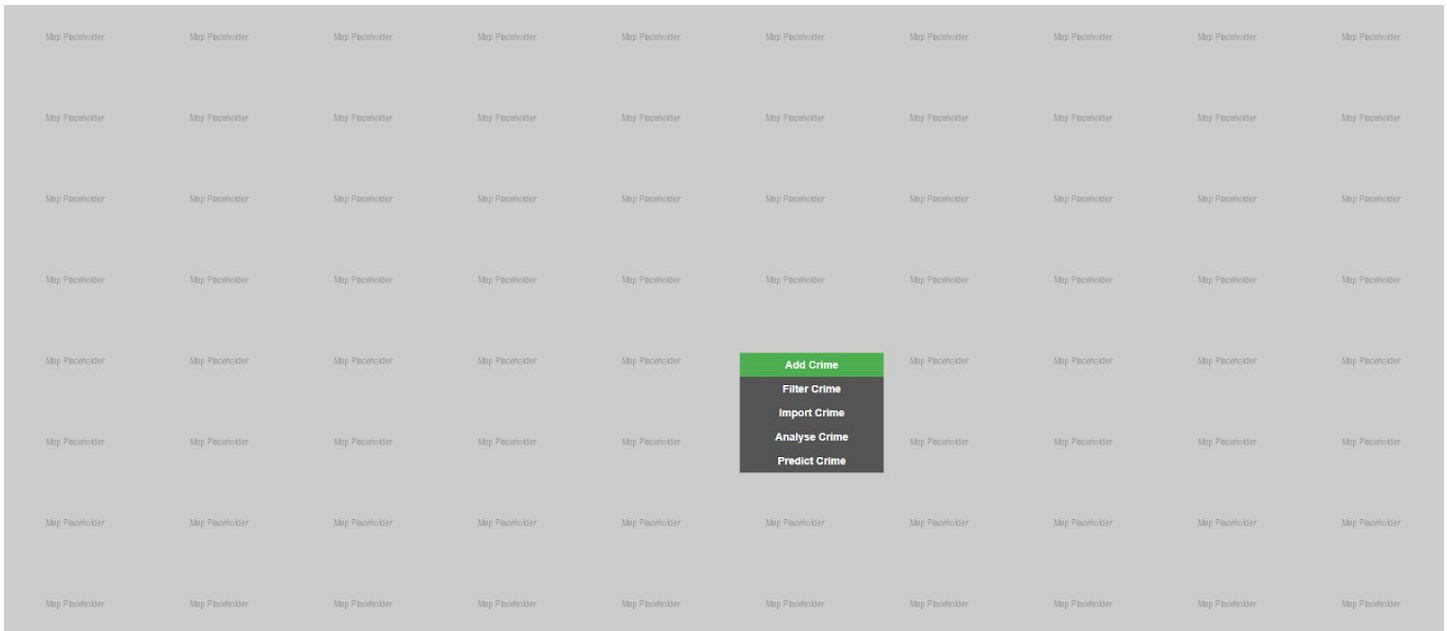 Map Placeholder Map Placeholder Map Placeholder Map Placeholder Map Placeholder Map Placeholder Map Placeholder Map Placeholder Map Placeholder Map Placeholder
Map Placeholder Map Placeholder Map Placeholder Map Placeholder Map Placeholder Map Placeholder Map Placeholder Map Placeholder Map Placeholder Map Placeholder
Map Placeholder Map Placeholder Map Placeholder Map Placeholder Map Placeholder Map Placeholder Map Placeholder Map Placeholder Map Placeholder Map Placeholder
Map Placeholder Map Placeholder Map Placeholder Map Placeholder Map Placeholder Map Placeholder Map Placeholder Map Placeholder Map Placeholder Map Placeholder
Map Placeholder Map Placeholder Map Placeholder Map Placeholder Map Placeholder Add Crime Map Placeholder Map Placeholder Map Placeholder Map Placeholder
Filter Crime
Import Crime
Map Placeholder Map Placeholder Map Placeholder Map Placeholder Map Placeholder Analyse Crime Map Placeholder Map Placeholder Map Placeholder Map Placeholder
Predict Crime
Map Placeholder Map Placeholder Map Placeholder Map Placeholder Map Placeholder Map Placeholder Map Placeholder Map Placeholder Map Placeholder Map Placeholder
Map Placeholder Map Placeholder Map Placeholder Map Placeholder Map Placeholder Map Placeholder Map Placeholder Map Placeholder Map Placeholder Map Placeholder